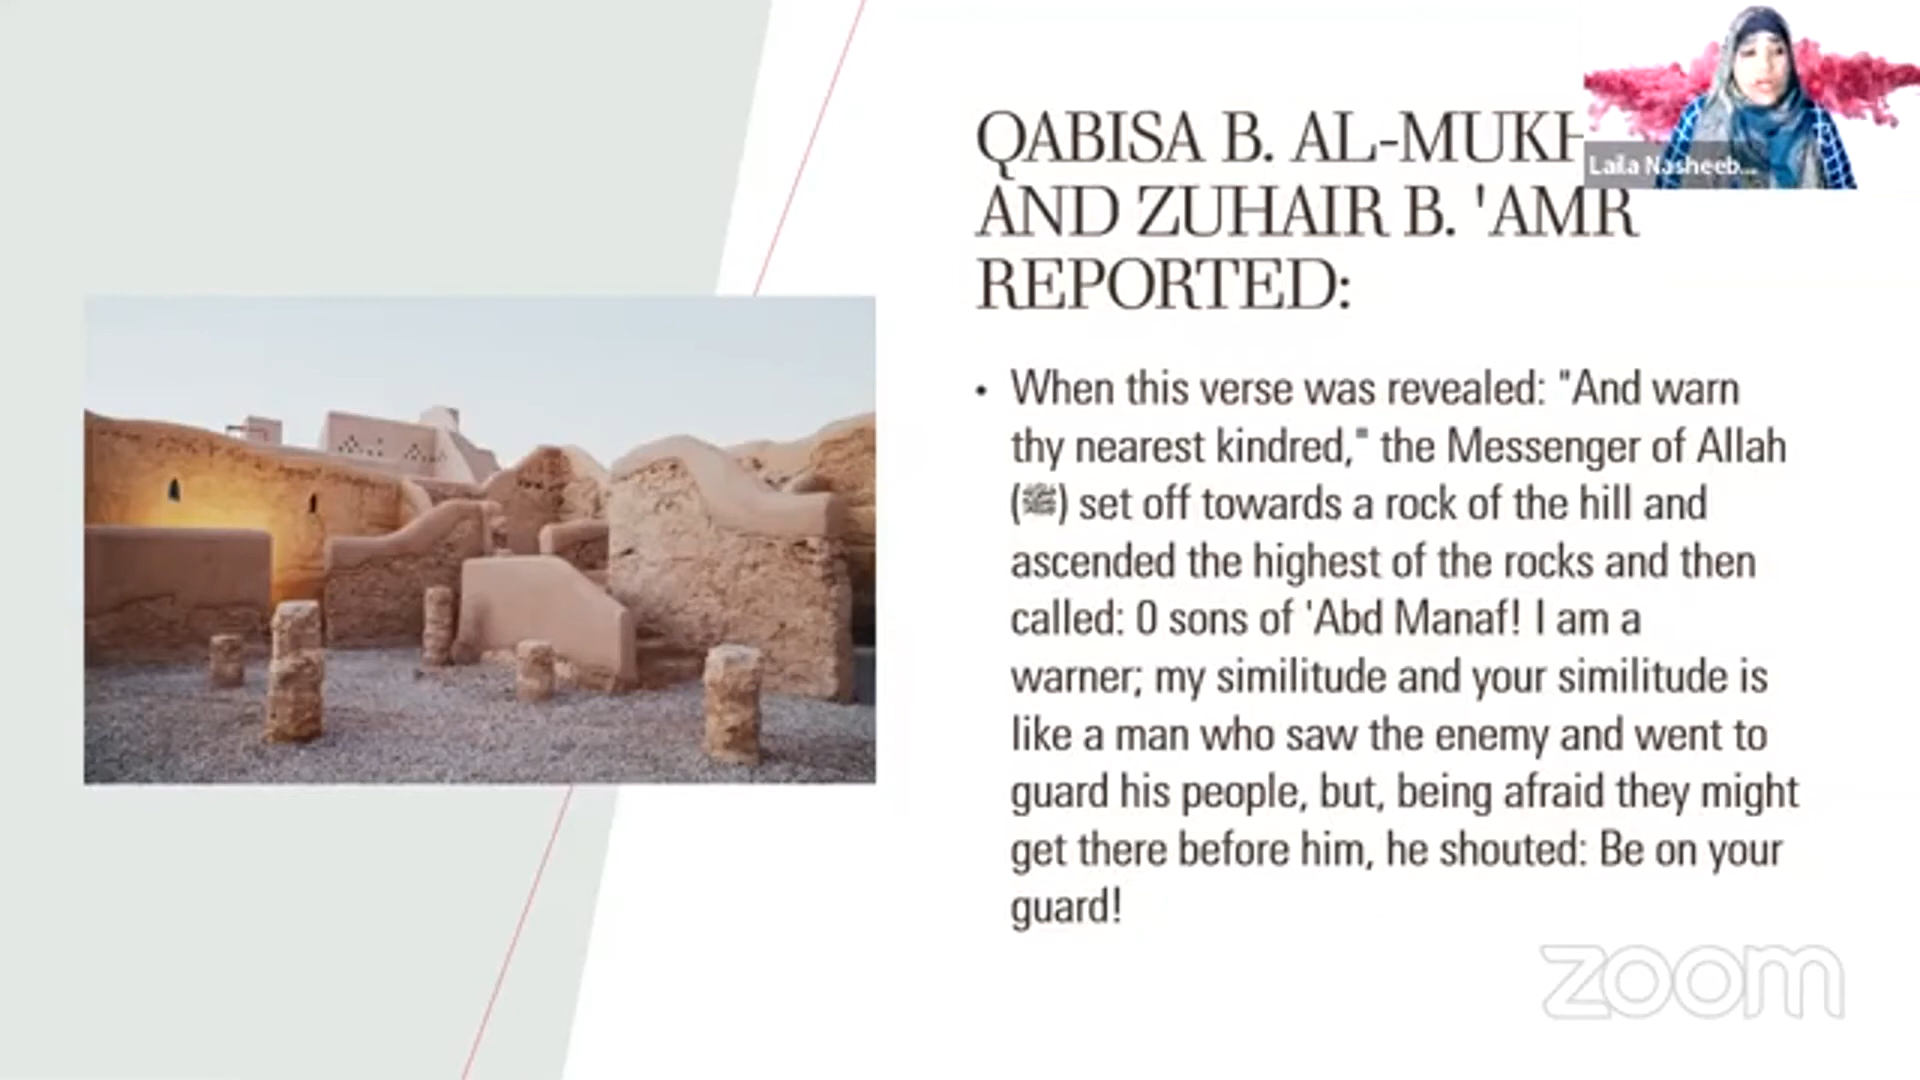 QABISA B. AL-MUKH
Laila Nasheeb...
AND ZUHAIR B. 'AMR
REPORTED:
• When this verse was revealed: "And warn
thy nearest kindred," the Messenger of Allah
(ﷺ) set off towards a rock of the hill and
ascended the highest of the rocks and then
called: 0 sons of 'Abd Manaf! I am a
warner; my similitude and your similitude is
like a man who saw the enemy and went to
guard his people, but, being afraid they might
get there before him, he shouted: Be on your
guard!
zoom